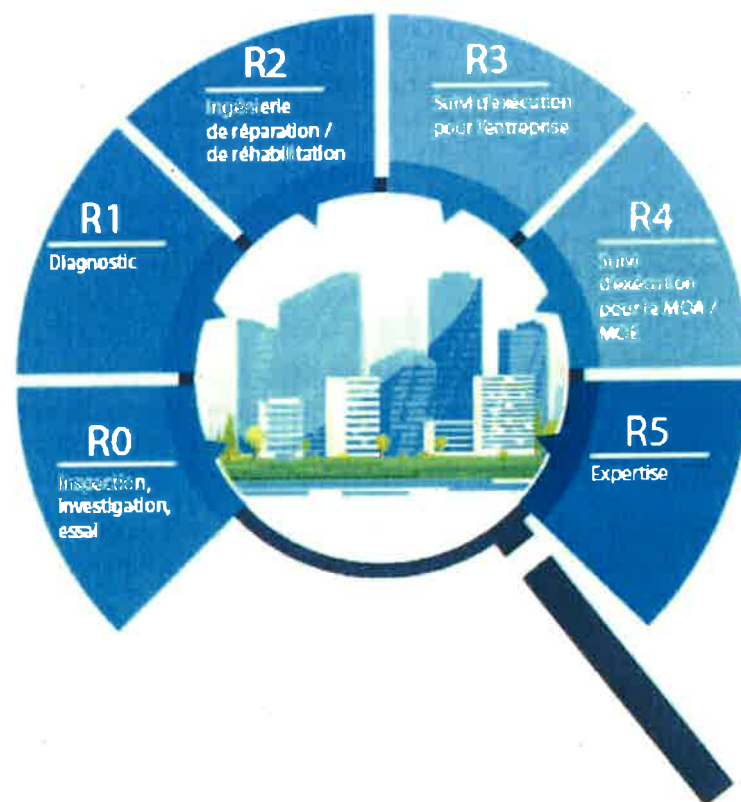 R0
Inspection,
investigation,
essai
R1
Diagnostic
R2
Ingénierie
de réparation /
de réhabilitation
R3
Suivi d'exécution
pour l'entreprise
R4
Suivi
d'exécution
pour la MOA /
MOE
R5
Expertise